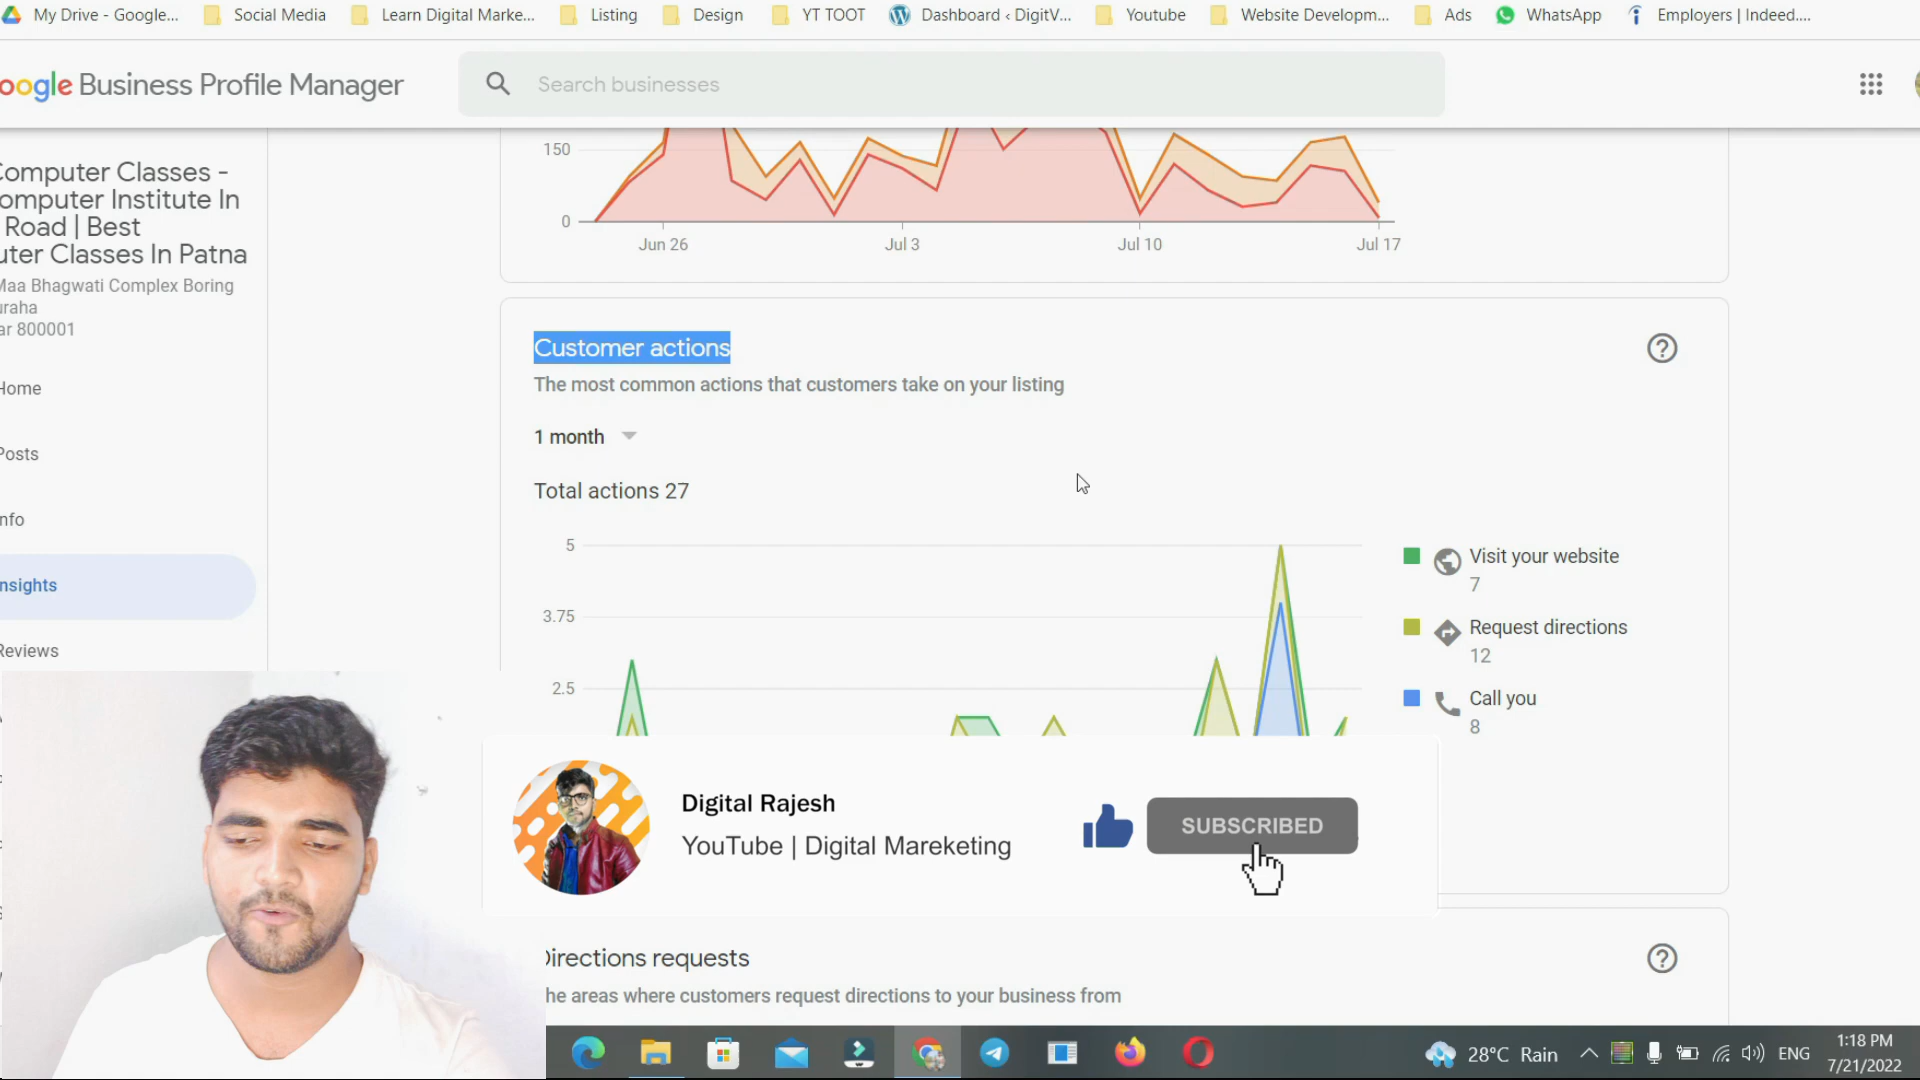 My Drive - Google...
Social Media
Learn Digital Marke...
Listing
Design
YT TOOT
Dashboard ‹ DigitV...
Youtube
Website Developm...
Ads
WhatsApp
Employers | Indeed....
oogle Business Profile Manager
Search businesses
Computer Classes -
omputer Institute In
Road | Best
uter Classes In Patna
Maa Bhagwati Complex Boring
uraha
ar 800001
Home
Posts
nfo
nsights
Reviews
150
0
Jun 26
Jul 3
Jul 10
Jul 17
Customer actions
The most common actions that customers take on your listing
1 month
Total actions 27
5
3.75
2.5
Visit your website
7
Request directions
12
Call you
8
Digital Rajesh
YouTube | Digital Mareketing
SUBSCRIBED
Directions requests
he areas where customers request directions to your business from
28°C Rain
ENG
1:18 PM
7/21/2022